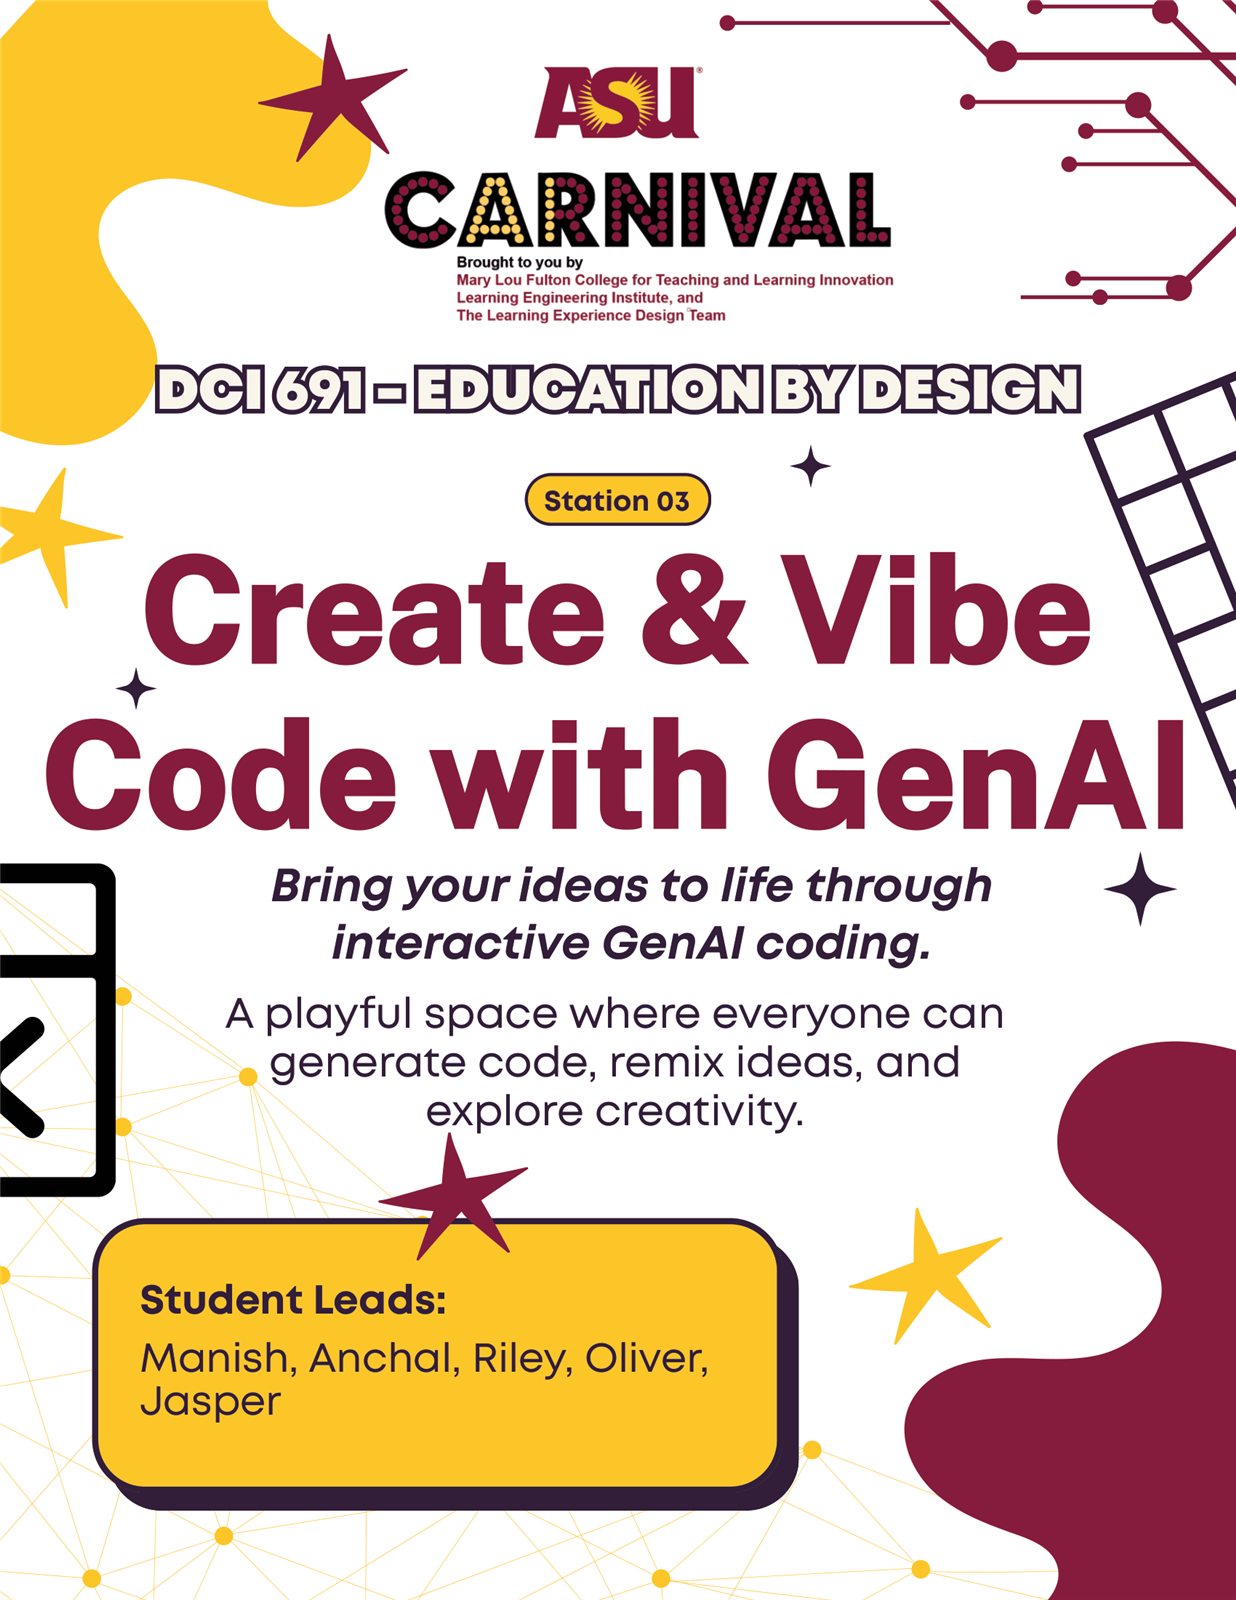 ASU®
CARNIVAL
Brought to you by
Mary Lou Fulton College for Teaching and Learning Innovation
Learning Engineering Institute, and
The Learning Experience Design Team
DCI 691 - EDUCATION BY DESIGN
Station 03
Create & Vibe
Code with GenAI
Bring your ideas to life through
interactive GenAI coding.
A playful space where everyone can
generate code, remix ideas, and
explore creativity.
Student Leads:
Manish, Anchal, Riley, Oliver,
Jasper